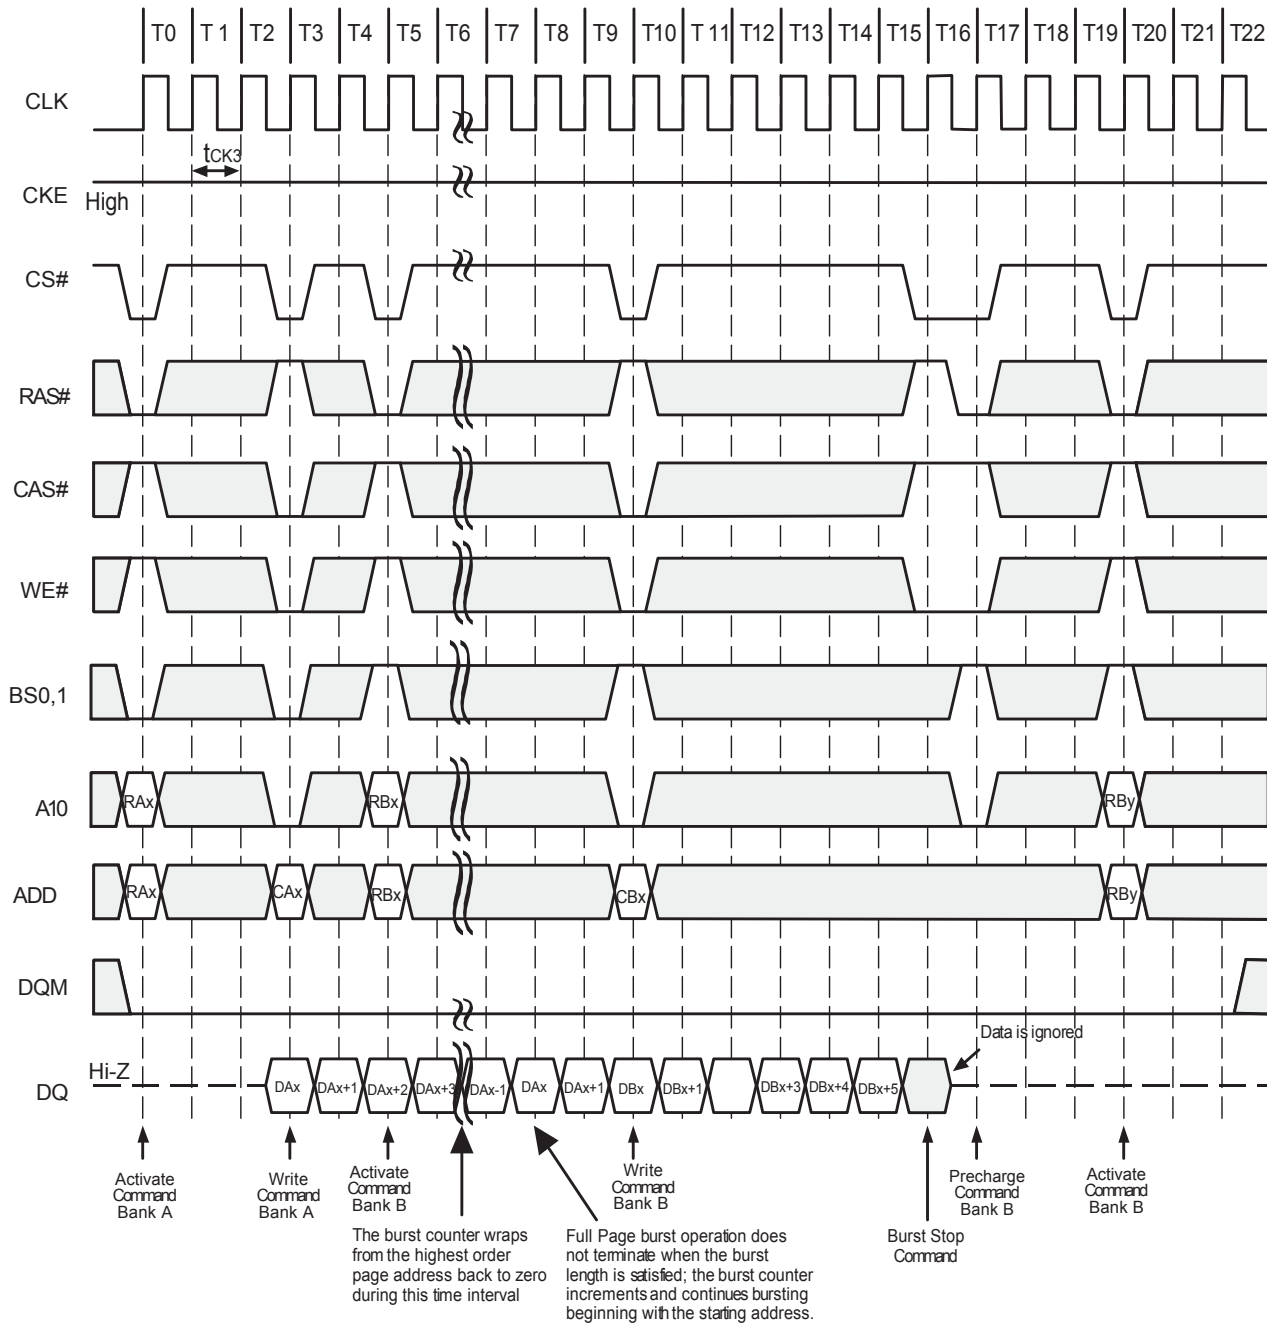 T0 T 1 T2 T3 T4 T5 T6 T7 T8 T9 T10 T 11 T12 T13 T14 T15 T16 T17 T18 T19 T20 T21 T22
CLK
tCK3
CKE High
CS#
RAS#
CAS#
WE#
BS0,1
A10 RAx RBx RBy
ADD RAx CAx RBx CBx RBy
DQM
Data is ignored
Hi-Z
DQ DAx DAx+1 DAx+2 DAx+3 DAx-1 DAx DAx+1 DBx DBx+1 DBx+3 DBx+4 DBx+5
Activate
Command
Bank A
Write
Command
Bank A
Activate
Command
Bank B
The burst counter wraps
from the highest order
page address back to zero
during this time interval
Full Page burst operation does
not terminate when the burst
length is satisfied; the burst counter
increments and continues bursting
beginning with the starting address.
Write
Command
Bank B
Burst Stop
Command
Precharge
Command
Bank B
Activate
Command
Bank B